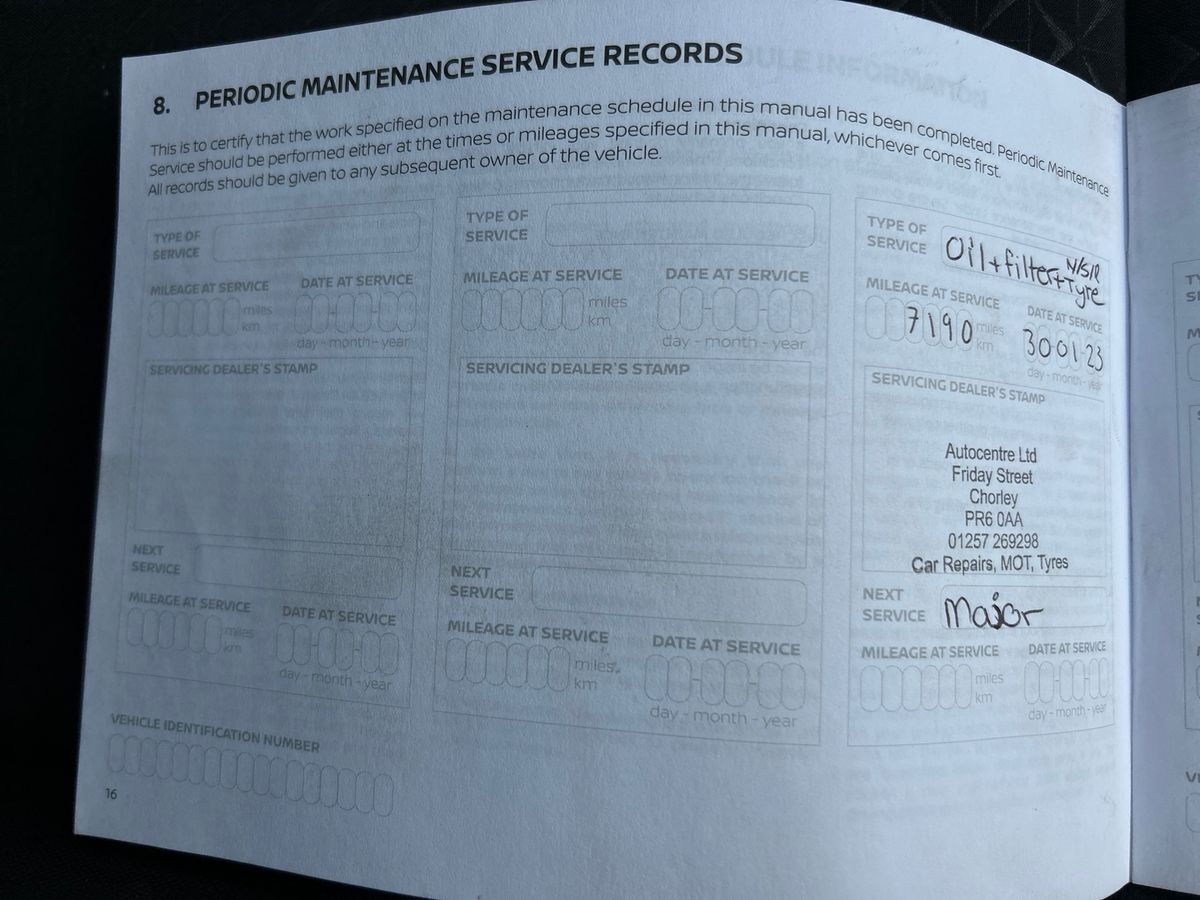 8. PERIODIC MAINTENANCE SERVICE RECORDS
This is to certify that the work specified on the maintenance schedule in this manual has been completed. Periodic Maintenance
Service should be performed either at the times or mileages specified in this manual, whichever comes first.
All records should be given to any subsequent owner of the vehicle.
TYPE OF
SERVICE
MILEAGE AT SERVICE
DATE AT SERVICE
miles
km
day - month - year
SERVICING DEALER'S STAMP
NEXT
SERVICE
MILEAGE AT SERVICE
DATE AT SERVICE
miles
km
day - month - year
VEHICLE IDENTIFICATION NUMBER
16
TYPE OF
SERVICE
MILEAGE AT SERVICE
DATE AT SERVICE
miles
km
day - month - year
SERVICING DEALER'S STAMP
NEXT
SERVICE
MILEAGE AT SERVICE
DATE AT SERVICE
miles
km
day - month - year
TYPE OF
SERVICE
Oil+filter+ N/S/R
Tyre
MILEAGE AT SERVICE
DATE AT SERVICE
7190 miles
km
30 01-23
day - month - year
SERVICING DEALER'S STAMP
Autocentre Ltd
Friday Street
Chorley
PR6 0AA
01257 269298
Car Repairs, MOT, Tyres
NEXT
SERVICE Major
MILEAGE AT SERVICE
DATE AT SERVICE
miles
km
day - month - year